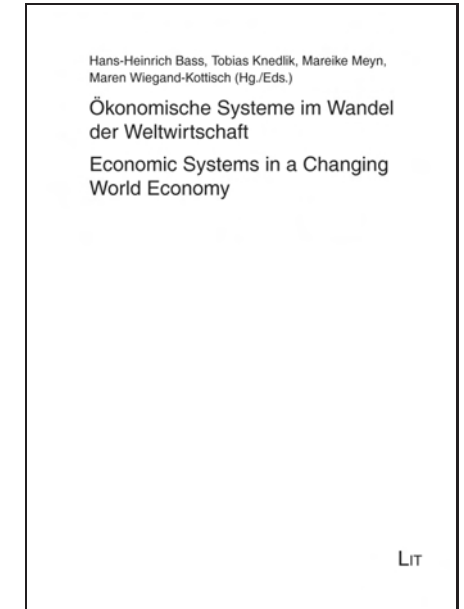 Hans-Heinrich Bass, Tobias Knedlik, Mareike Meyn,
Maren Wiegand-Kottisch (Hg./Eds.)
Ökonomische Systeme im Wandel
der Weltwirtschaft
Economic Systems in a Changing
World Economy
LIT